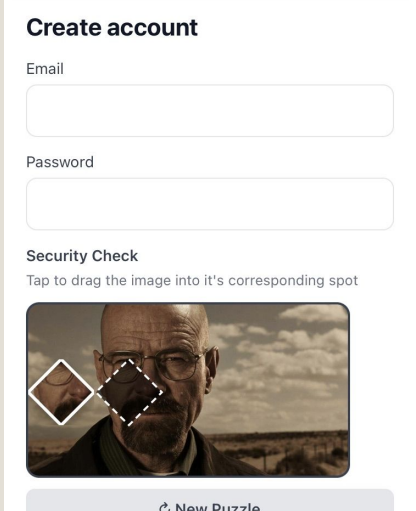 Create account
Email
Password
Security Check
Tap to drag the image into it's corresponding spot
New Puzzle